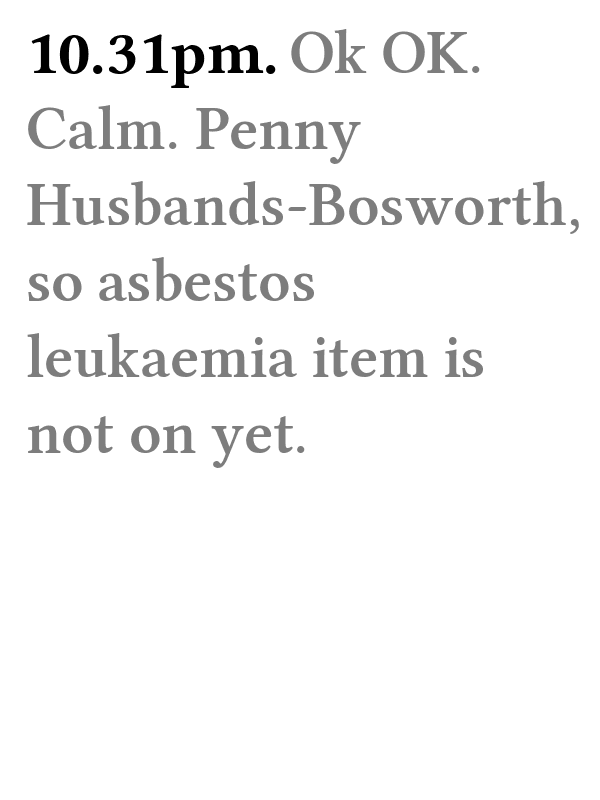 10.31pm. Ok OK.
Calm. Penny
Husbands-Bosworth,
so asbestos
leukaemia item is
not on yet.